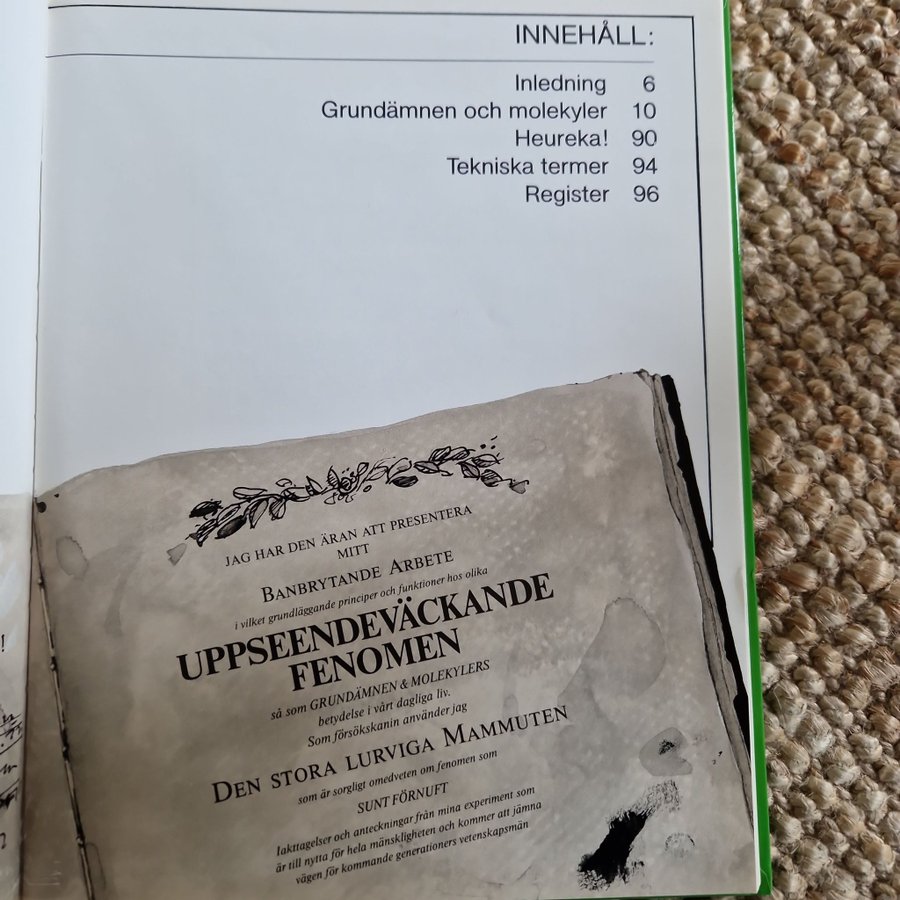 INNEHÅLL:
Inledning 6
Grundämnen och molekyler 10
Heureka! 90
Tekniska termer 94
Register 96
JAG HAR DEN ÄRAN ATT PRESENTERA
MITT
BANBRYTANDE ARBETE
i vilket grundläggande principer och funktioner hos olika
UPPSEENDEVÄCKANDE
FENOMEN
så som GRUNDÄMNEN & MOLEKYLERS
betydelse i vårt dagliga liv.
Som försökskanin använder jag
DEN STORA LURVIGA MAMMUTEN
som är sorgligt omedveten om fenomen som
SUNT FÖRNUFT
Iakttagelser och anteckningar från mina experiment som
är till nytta för hela mänskligheten och kommer att jämna
vägen för kommande generationers vetenskapsmän